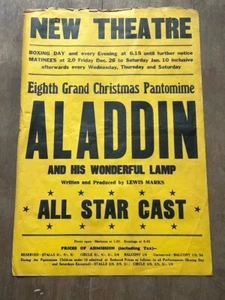 NEW THEATRE
BOXING DAY and every Evening at 6.15 until further notice
MATINEES at 2.0 Friday Dec. 26 to Saturday Jan. 10 inclusive
afterwards every Wednesday, Thursday and Saturday
Eighth Grand Christmas Pantomime
ALADDIN
AND HIS WONDERFUL LAMP
Written and Produced by LEWIS MARKS
ALL STAR CAST
PRICES OF ADMISSION (including Tax)—